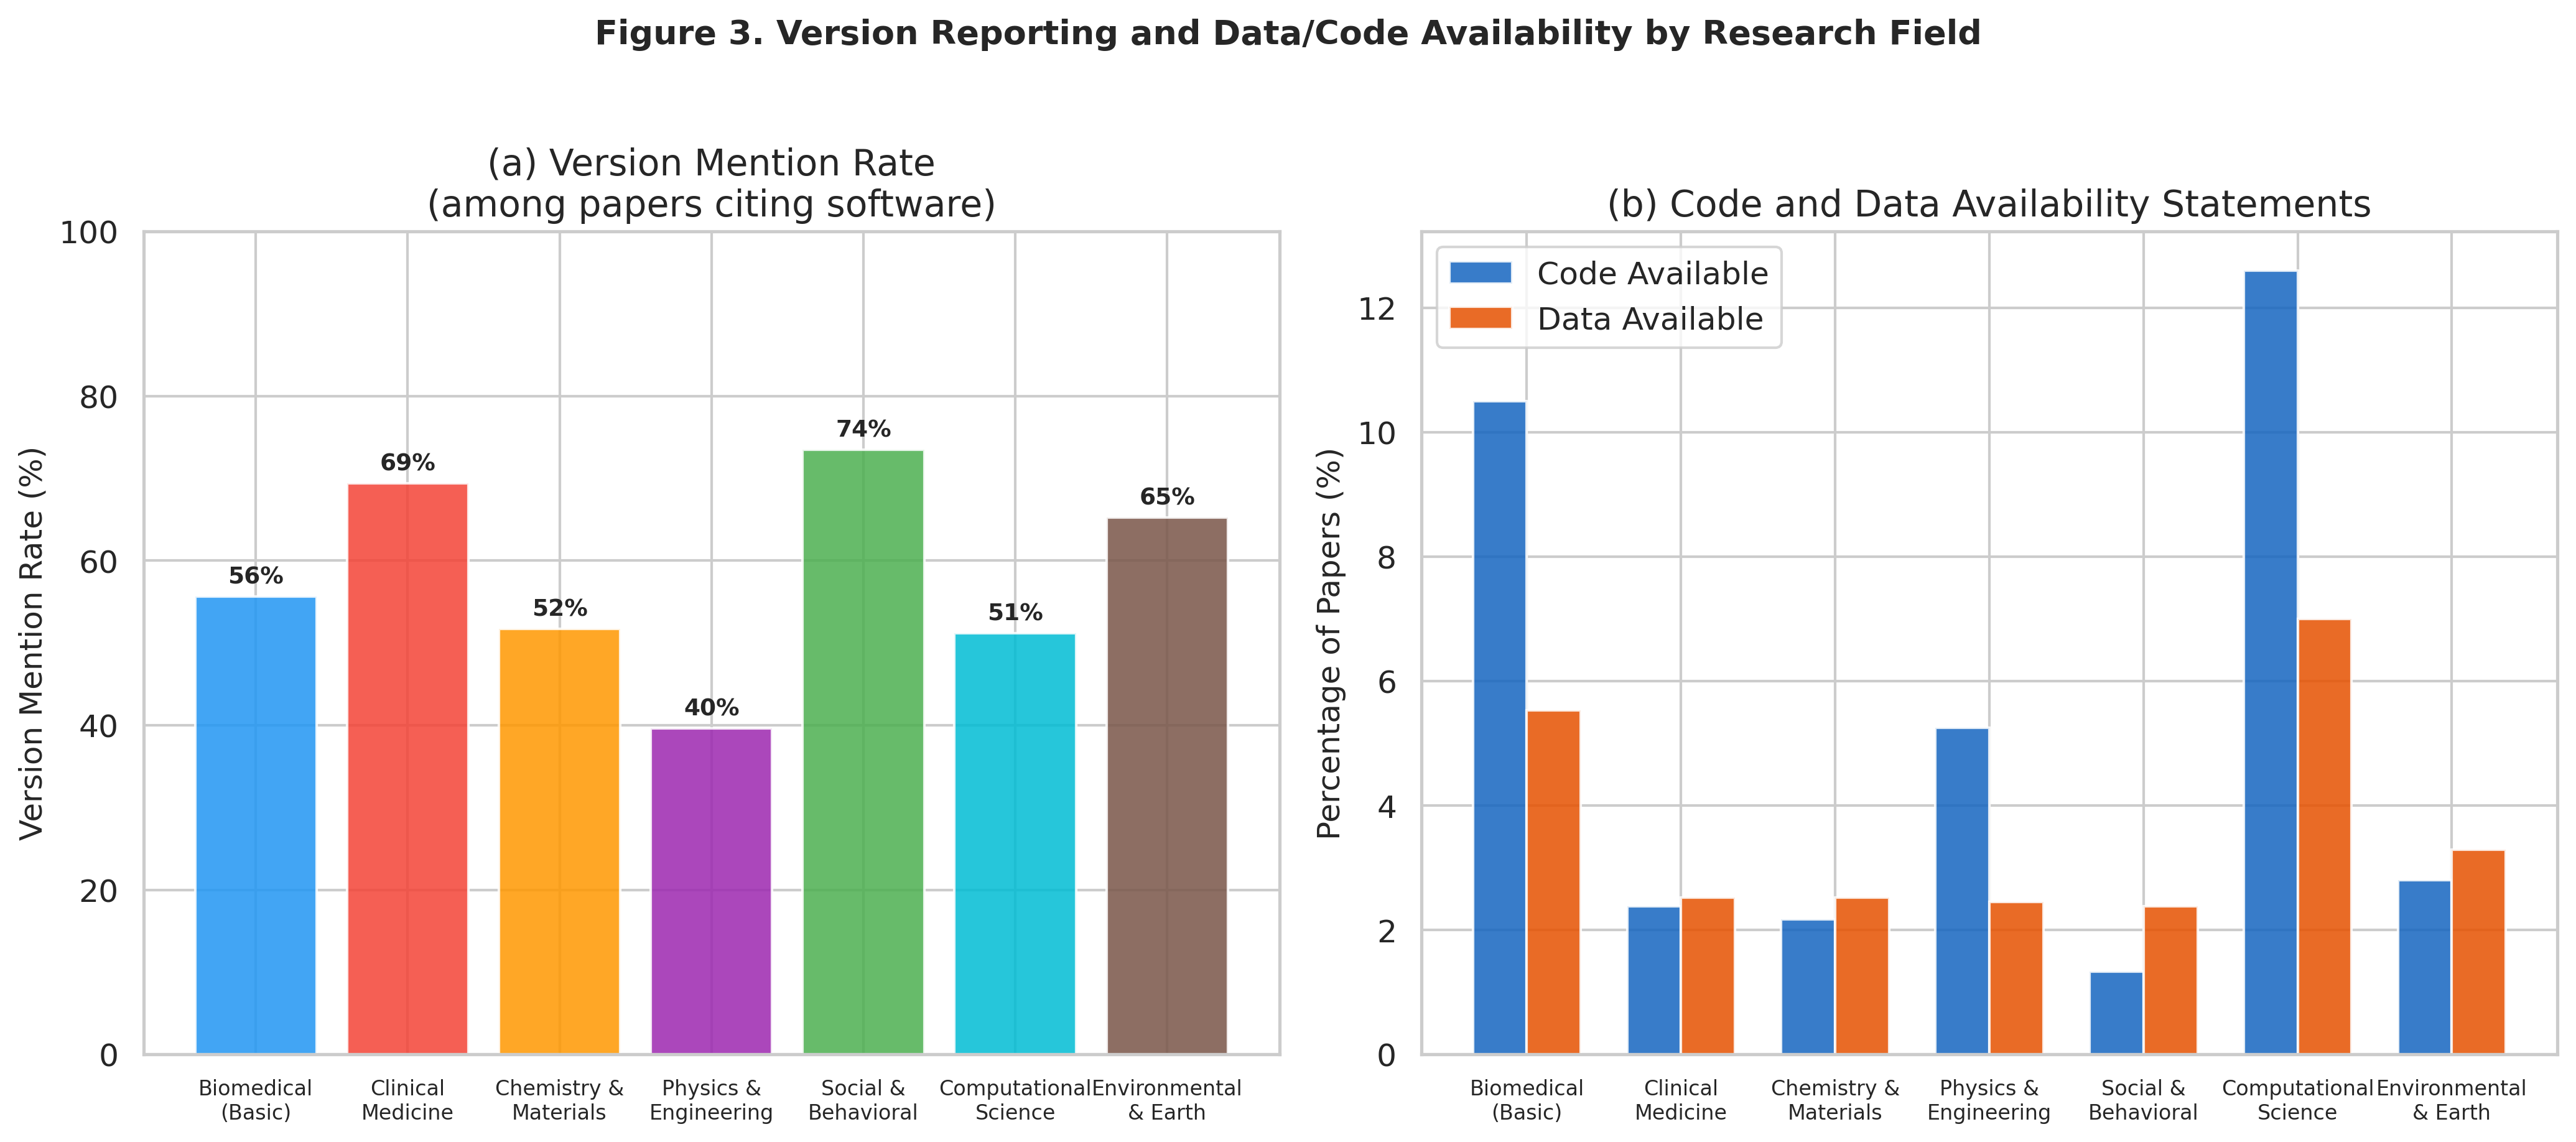 Figure 3. Version Reporting and Data/Code Availability by Research Field
(a) Version Mention Rate
(among papers citing software)
Version Mention Rate (%)
100
80
60
40
20
0
56%
69%
52%
40%
74%
51%
65%
Biomedical
(Basic)
Clinical
Medicine
Chemistry &
Materials
Physics &
Engineering
Social &
Behavioral
Computational
Science
Environmental
& Earth
(b) Code and Data Availability Statements
Code Available
Data Available
Percentage of Papers (%)
12
10
8
6
4
2
0
Biomedical
(Basic)
Clinical
Medicine
Chemistry &
Materials
Physics &
Engineering
Social &
Behavioral
Computational
Science
Environmental
& Earth